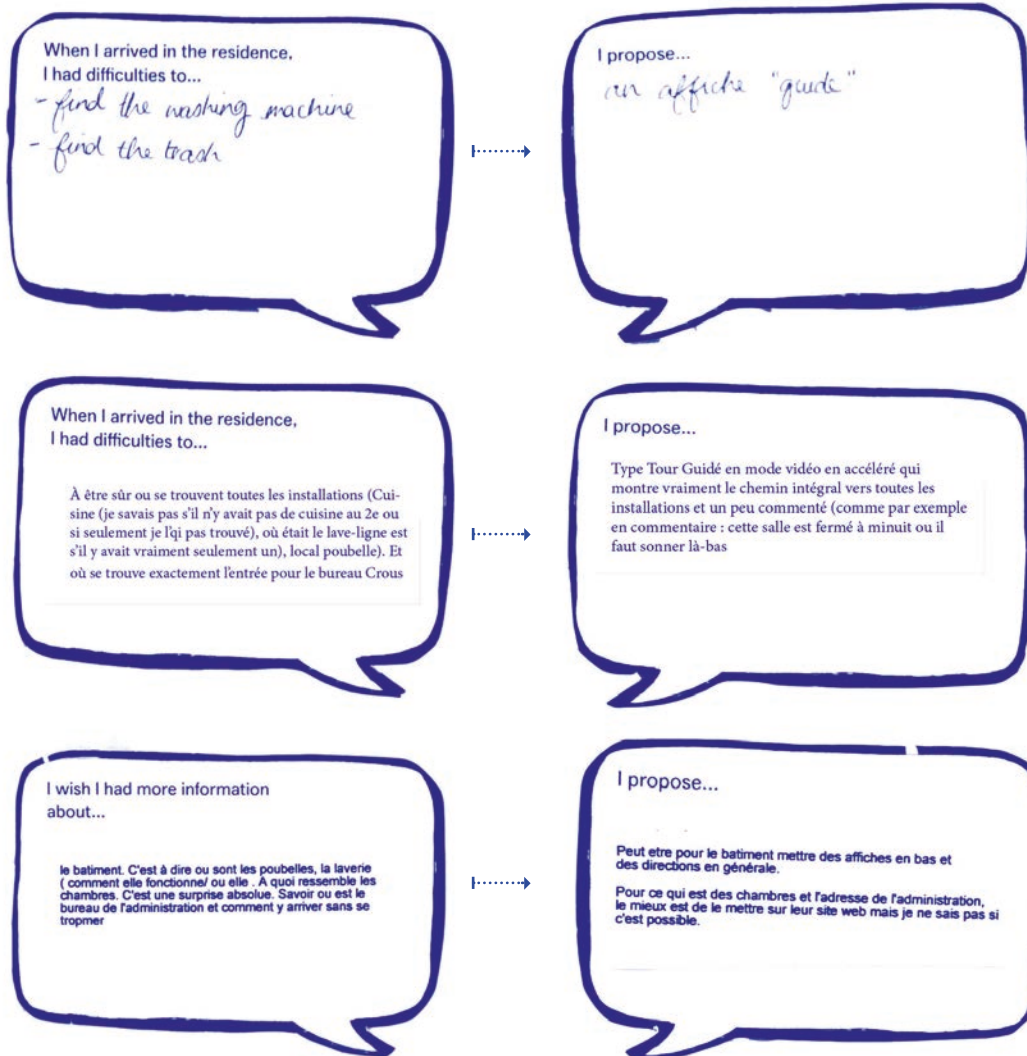 When I arrived in the residence,
I had difficulties to...
- find the washing machine
- find the trash
I propose...
an affiche "guide"
When I arrived in the residence,
I had difficulties to...
À être sûr ou se trouvent toutes les installations (Cui-
sine (je savais pas s'il n'y avait pas de cuisine au 2e ou
si seulement je l'qi pas trouvé), où était le lave-ligne est
s'il y avait vraiment seulement un), local poubelle). Et
où se trouve exactement l'entrée pour le bureau Crous
I propose...
Type Tour Guidé en mode vidéo en accéléré qui
montre vraiment le chemin intégral vers toutes les
installations et un peu commenté (comme par exemple
en commentaire : cette salle est fermé à minuit ou il
faut sonner là-bas
I wish I had more information
about...
le batiment. C'est à dire ou sont les poubelles, la laverie
( comment elle fonctionne/ ou elle . A quoi ressemble les
chambres. C'est une surprise absolue. Savoir ou est le
bureau de l'administration et comment y arriver sans se
tropmer
I propose...
Peut etre pour le batiment mettre des affiches en bas et
des directions en générale.
Pour ce qui est des chambres et l'adresse de l'administration,
le mieux est de le mettre sur leur site web mais je ne sais pas si
c'est possible.